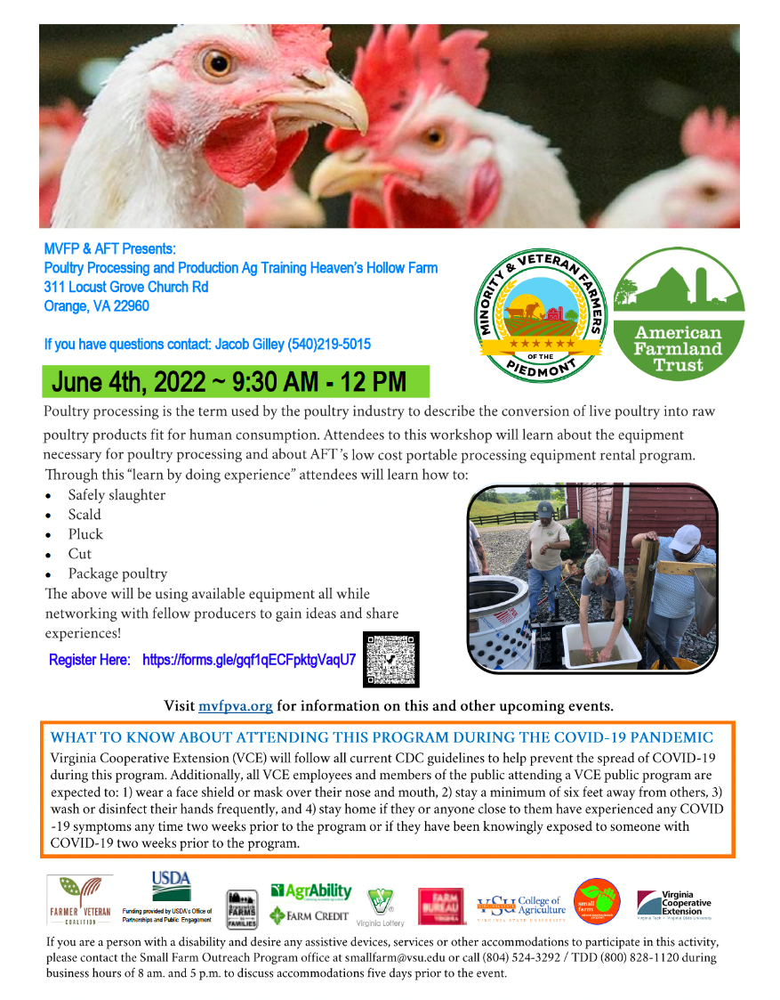 MVFP & AFT Presents:
Poultry Processing and Production Ag Training Heaven's Hollow Farm
311 Locust Grove Church Rd
Orange, VA 22960
If you have questions contact: Jacob Gilley (540)219-5015
MINORITY & VETERAN FARMERS
OF THE
PIEDMONT
American
Farmland
Trust
June 4th, 2022 ~ 9:30 AM - 12 PM
Poultry processing is the term used by the poultry industry to describe the conversion of live poultry into raw
poultry products fit for human consumption. Attendees to this workshop will learn about the equipment
necessary for poultry processing and about AFT's low cost portable processing equipment rental program.
Through this “learn by doing experience” attendees will learn how to:
• Safely slaughter
• Scald
• Pluck
• Cut
• Package poultry
The above will be using available equipment all while
networking with fellow producers to gain ideas and share
experiences!
Register Here: https://forms.gle/gqf1qECFpktgVaqU7
Visit mvfpva.org for information on this and other upcoming events.
WHAT TO KNOW ABOUT ATTENDING THIS PROGRAM DURING THE COVID-19 PANDEMIC
Virginia Cooperative Extension (VCE) will follow all current CDC guidelines to help prevent the spread of COVID-19
during this program. Additionally, all VCE employees and members of the public attending a VCE public program are
expected to: 1) wear a face shield or mask over their nose and mouth, 2) stay a minimum of six feet away from others, 3)
wash or disinfect their hands frequently, and 4) stay home if they or anyone close to them have experienced any COVID
-19 symptoms any time two weeks prior to the program or if they have been knowingly exposed to someone with
COVID-19 two weeks prior to the program.
FARMER VETERAN
COALITION
USDA
Funding provided by USDA's Office of
Partnerships and Public Engagement
FARMS
FAMILIES
AgrAbility
FARM CREDIT
Virginia Lottery
FARM
BUREAU
VIRGINIA
VIRGINIA STATE
VSU College of
Agriculture
VIRGINIA STATE UNIVERSITY
small
farm
Virginia
Cooperative
Extension
Virginia Tech • Virginia State University
If you are a person with a disability and desire any assistive devices, services or other accommodations to participate in this activity,
please contact the Small Farm Outreach Program office at smallfarm@vsu.edu or call (804) 524-3292 / TDD (800) 828-1120 during
business hours of 8 am. and 5 p.m. to discuss accommodations five days prior to the event.